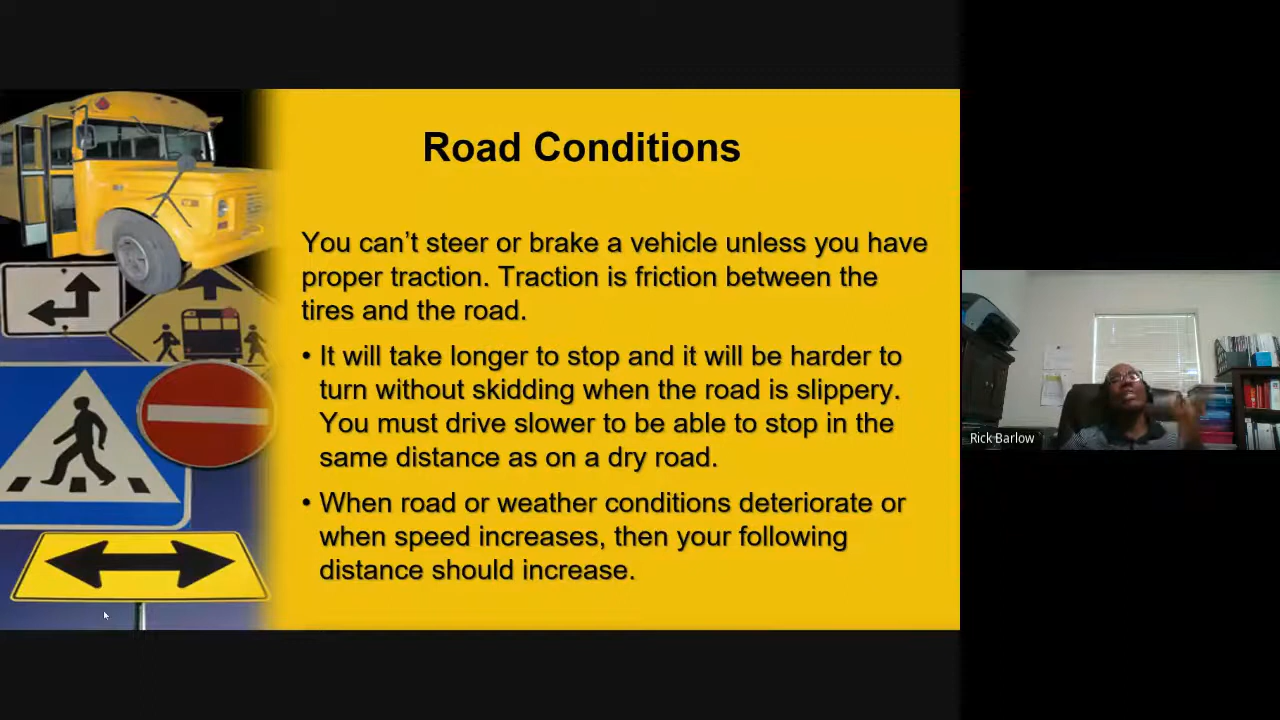 Road Conditions
You can’t steer or brake a vehicle unless you have
proper traction. Traction is friction between the
tires and the road.
• It will take longer to stop and it will be harder to
turn without skidding when the road is slippery.
You must drive slower to be able to stop in the
same distance as on a dry road.
• When road or weather conditions deteriorate or
when speed increases, then your following
distance should increase.
Rick Barlow